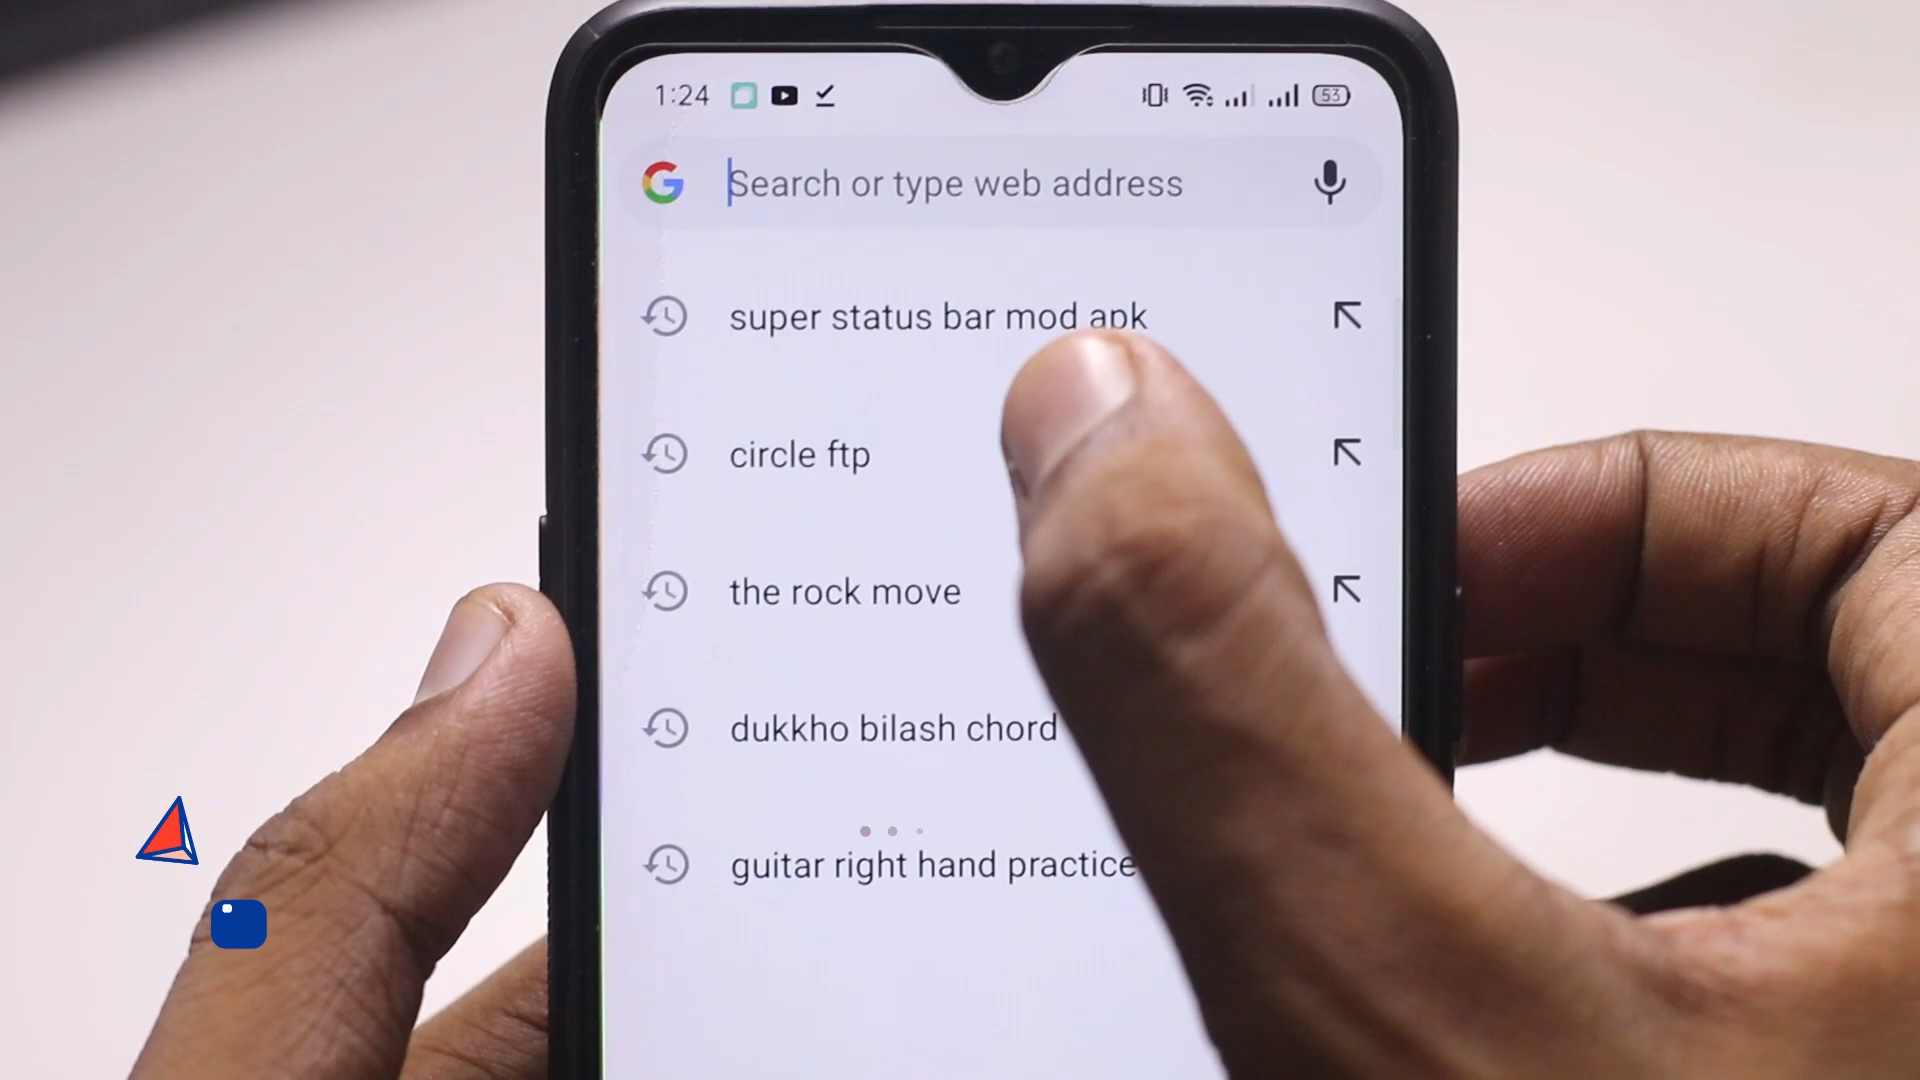 1:24
53
Search or type web address
super status bar mod apk
circle ftp
the rock move
dukkho bilash chord
guitar right hand practice